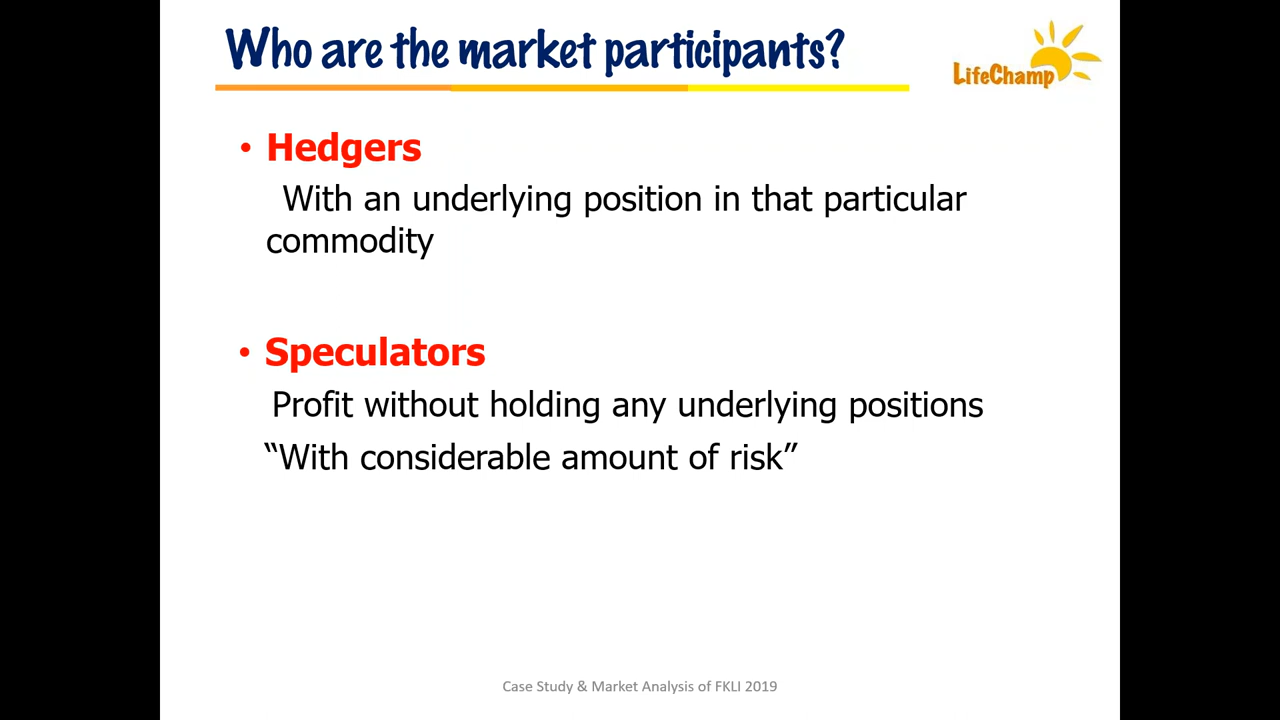 Who are the market participants?
LifeChamp
• Hedgers
With an underlying position in that particular
commodity
• Speculators
Profit without holding any underlying positions
“With considerable amount of risk”
Case Study & Market Analysis of FKLI 2019